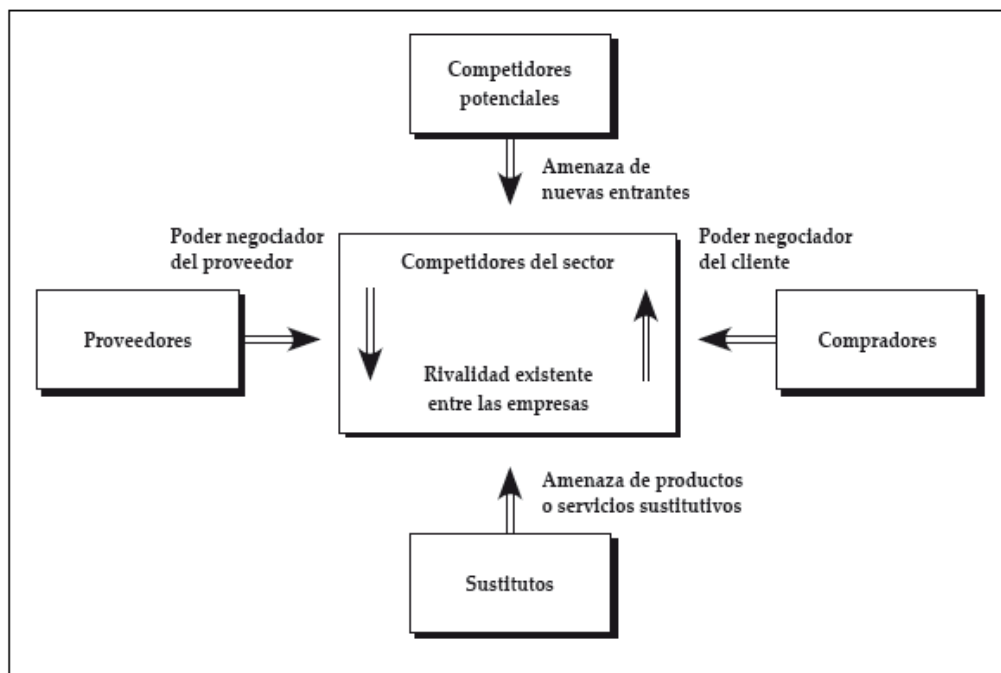 Competidores
potenciales
Amenaza de
nuevas entrantes
Poder negociador
del proveedor
Competidores del sector
Poder negociador
del cliente
Proveedores
Compradores
Rivalidad existente
entre las empresas
Amenaza de productos
o servicios sustitutivos
Sustitutos